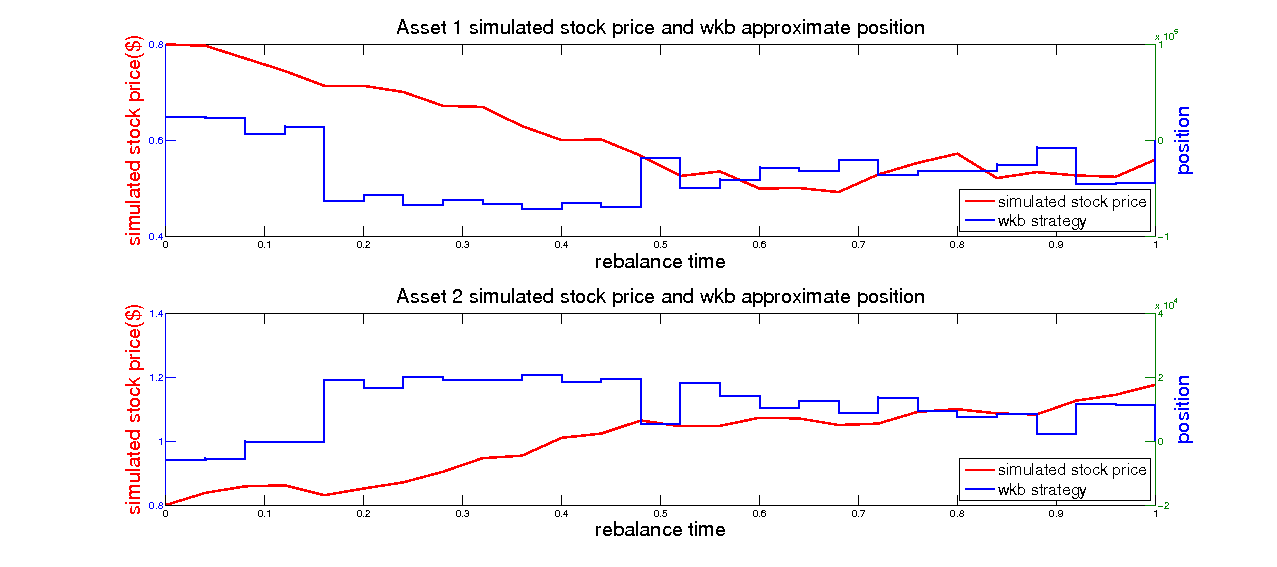 Asset 1 simulated stock price and wkb approximate position
x 10^5
simulated stock price($)
0.8
0.6
0.4
1
0
-1
position
simulated stock price
wkb strategy
0 0.1 0.2 0.3 0.4 0.5 0.6 0.7 0.8 0.9 1
rebalance time
Asset 2 simulated stock price and wkb approximate position
x 10^4
simulated stock price($)
1.4
1.2
1
0.8
4
2
0
-2
position
simulated stock price
wkb strategy
0 0.1 0.2 0.3 0.4 0.5 0.6 0.7 0.8 0.9 1
rebalance time